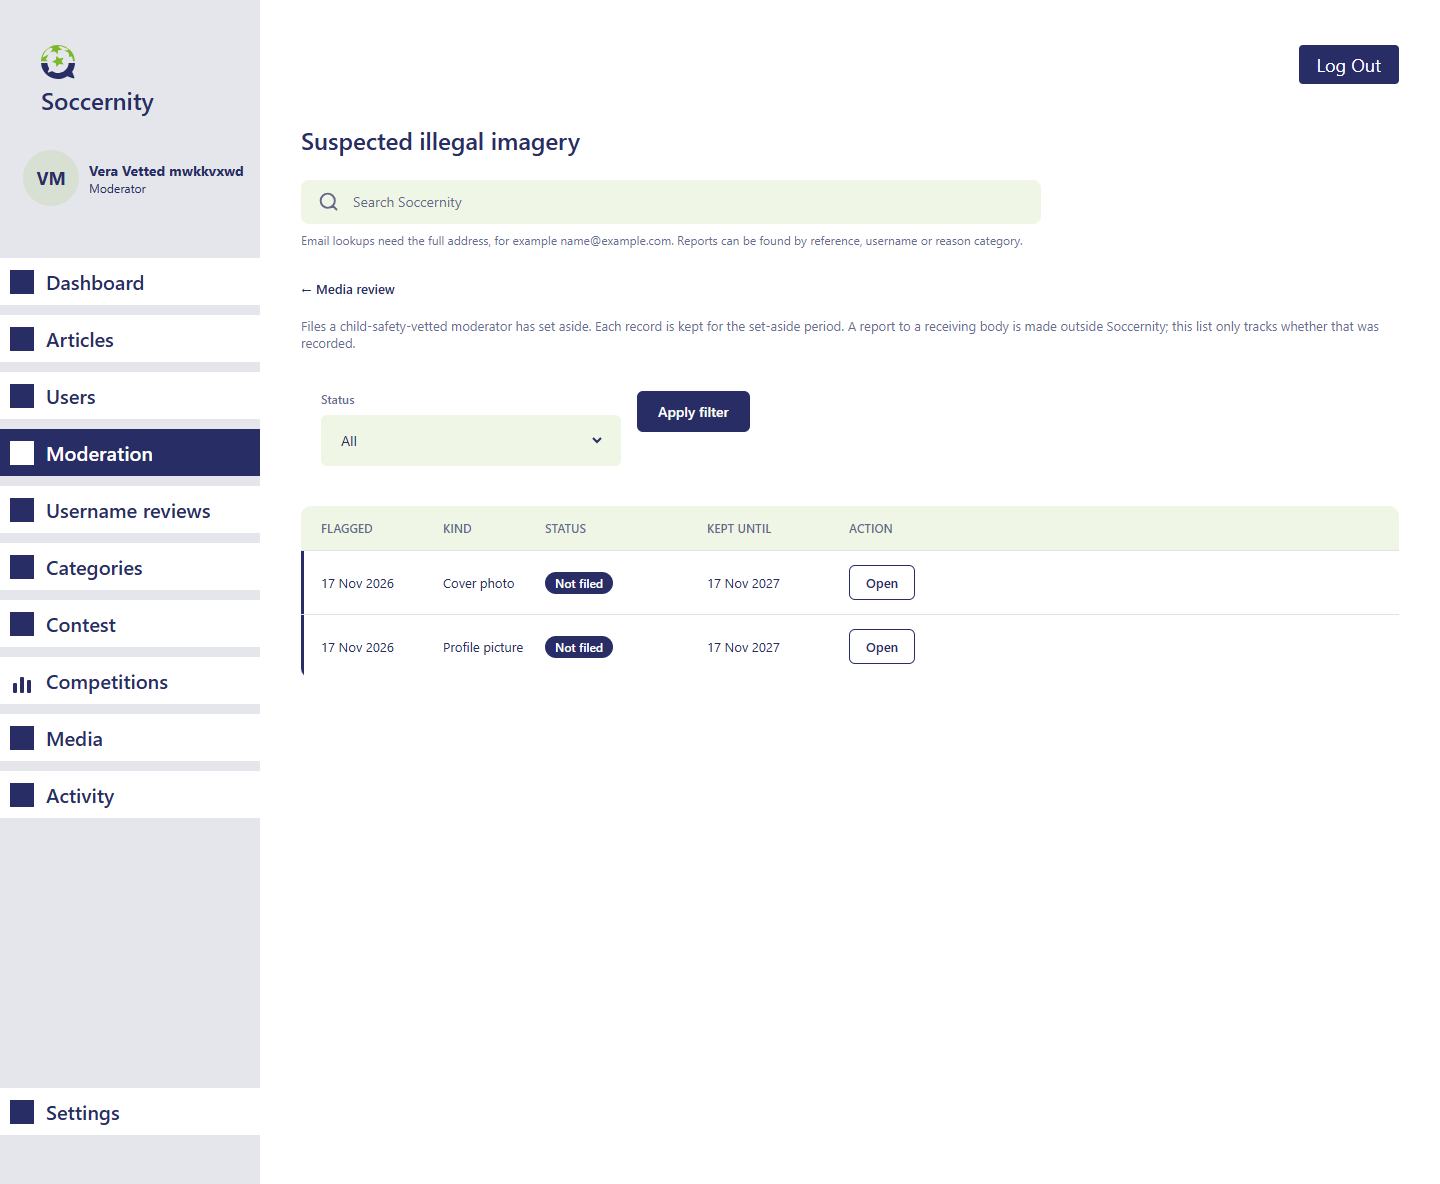 Soccernity
VM
Vera Vetted mwkkvxwd
Moderator
Dashboard
Articles
Users
Moderation
Username reviews
Categories
Contest
Competitions
Media
Activity
Settings
Log Out
Suspected illegal imagery
Search Soccernity
Email lookups need the full address, for example name@example.com. Reports can be found by reference, username or reason category.
← Media review
Files a child-safety-vetted moderator has set aside. Each record is kept for the set-aside period. A report to a receiving body is made outside Soccernity; this list only tracks whether that was
recorded.
Status
All
Apply filter
FLAGGED KIND STATUS KEPT UNTIL ACTION
17 Nov 2026 Cover photo Not filed 17 Nov 2027 Open
17 Nov 2026 Profile picture Not filed 17 Nov 2027 Open